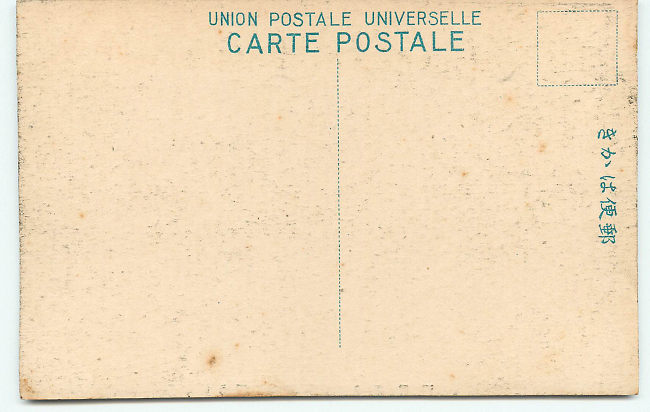 UNION POSTALE UNIVERSELLE
CARTE POSTALE
きかは便郵